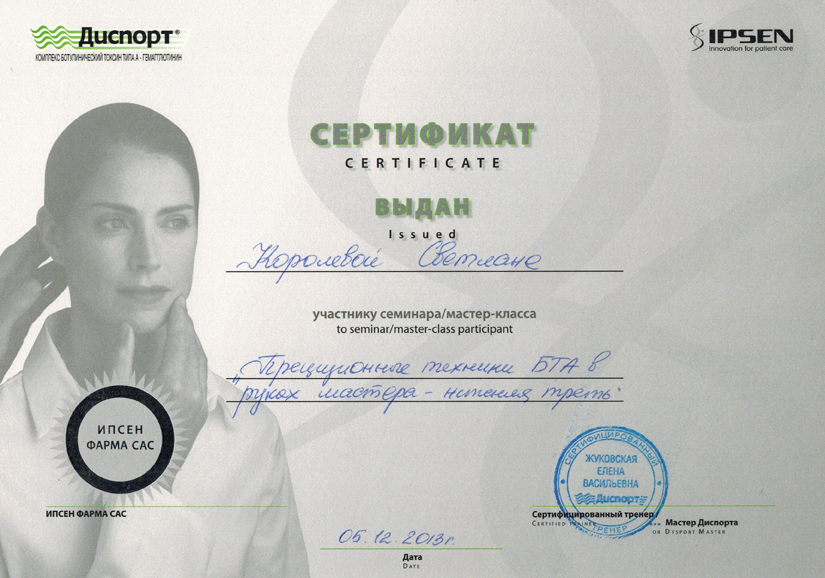 Диспорт®
КОМПЛЕКС БОТУЛИНИЧЕСКИЙ ТОКСИН ТИПА А - ГЕМАГГЛЮТИНИН
IPSEN
Innovation for patient care
СЕРТИФИКАТ
CERTIFICATE
ВЫДАН
Issued
Королевой Светлане
участнику семинара/мастер-класса
to seminar/master-class participant
„Прецизионные техники БТА в
руках мастера - нижняя треть"
ИПСЕН
ФАРМА САС
СЕРТИФИЦИРОВАННЫЙ
ЖУКОВСКАЯ
ЕЛЕНА
ВАСИЛЬЕВНА
Диспорт
ТРЕНЕР
ИПСЕН ФАРМА САС
Сертифицированный тренер / Мастер Диспорта
CERTIFIED TRAINER OR DYSPORT MASTER
05.12.2013г.
Дата
DATE